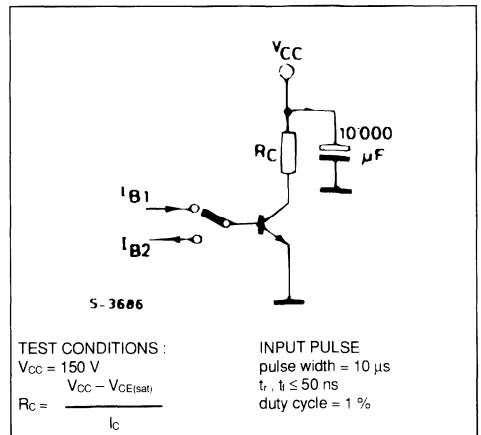 VCC
10'000
RC
µF
IB1
IB2
S-3686
TEST CONDITIONS :
VCC = 150 V
RC = VCC – VCE(sat)
IC
INPUT PULSE
pulse width = 10 µs
tr , tf ≤ 50 ns
duty cycle = 1 %